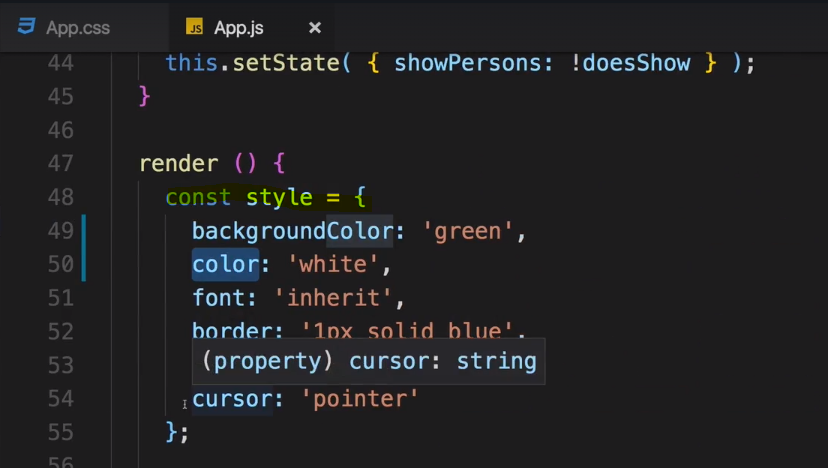 App.css
JS App.js ×
44 this.setState( { showPersons: !doesShow } );
45 }
46
47 render () {
48 const style = {
49 backgroundColor: 'green',
50 color: 'white',
51 font: 'inherit',
52 border: '1px solid blue',
53 (property) cursor: string
54 cursor: 'pointer'
55 };
56